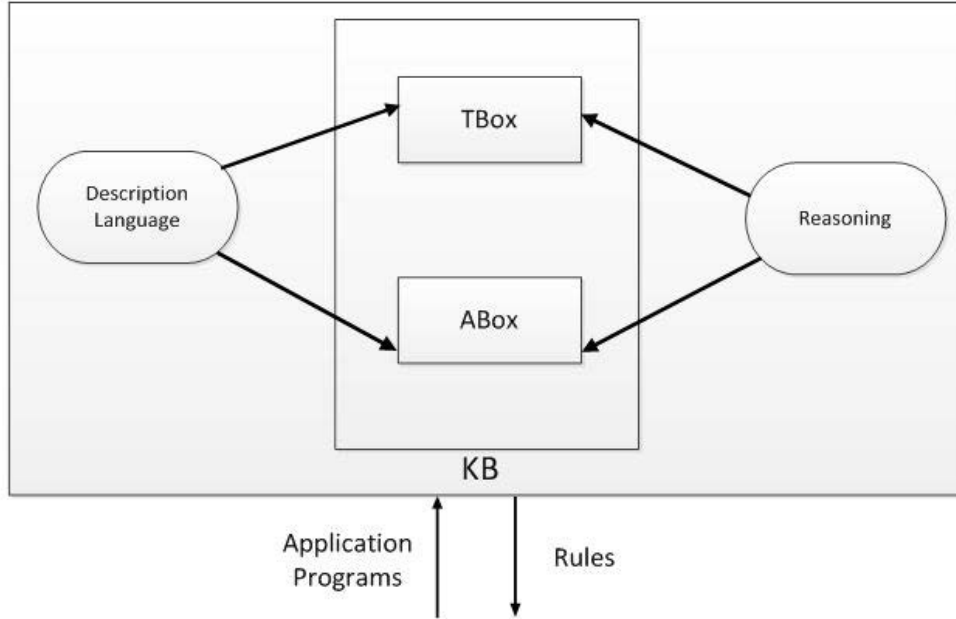 TBox
Description
Language
Reasoning
ABox
KB
Application
Programs
Rules